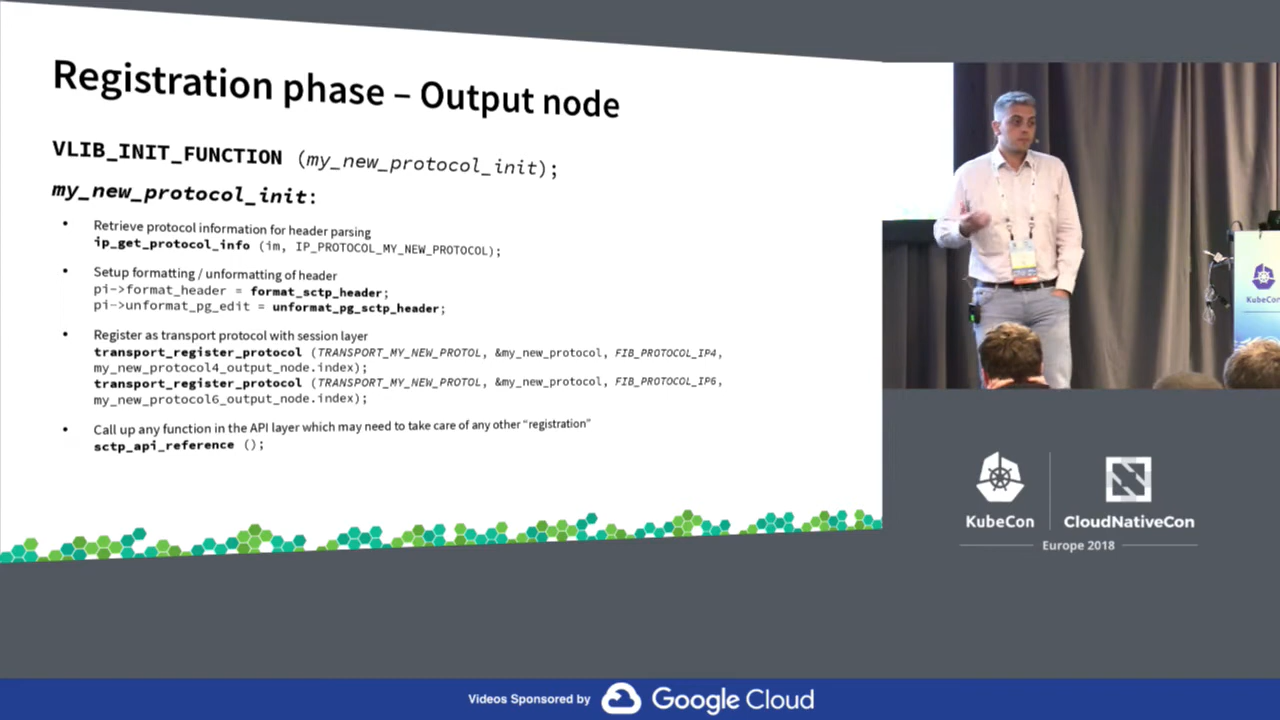 Registration phase – Output node
VLIB_INIT_FUNCTION (my_new_protocol_init);
my_new_protocol_init:
• Retrieve protocol information for header parsing
ip_get_protocol_info (im, IP_PROTOCOL_MY_NEW_PROTOCOL);
• Setup formatting / unformatting of header
pi->format_header = format_sctp_header;
pi->unformat_pg_edit = unformat_pg_sctp_header;
• Register as transport protocol with session layer
transport_register_protocol (TRANSPORT_MY_NEW_PROTOL, &my_new_protocol, FIB_PROTOCOL_IP4,
my_new_protocol4_output_node.index);
transport_register_protocol (TRANSPORT_MY_NEW_PROTOL, &my_new_protocol, FIB_PROTOCOL_IP6,
my_new_protocol6_output_node.index);
• Call up any function in the API layer which may need to take care of any other “registration”
sctp_api_reference ();
KubeCon
KubeCon
CloudNativeCon
Europe 2018
Videos Sponsored by Google Cloud